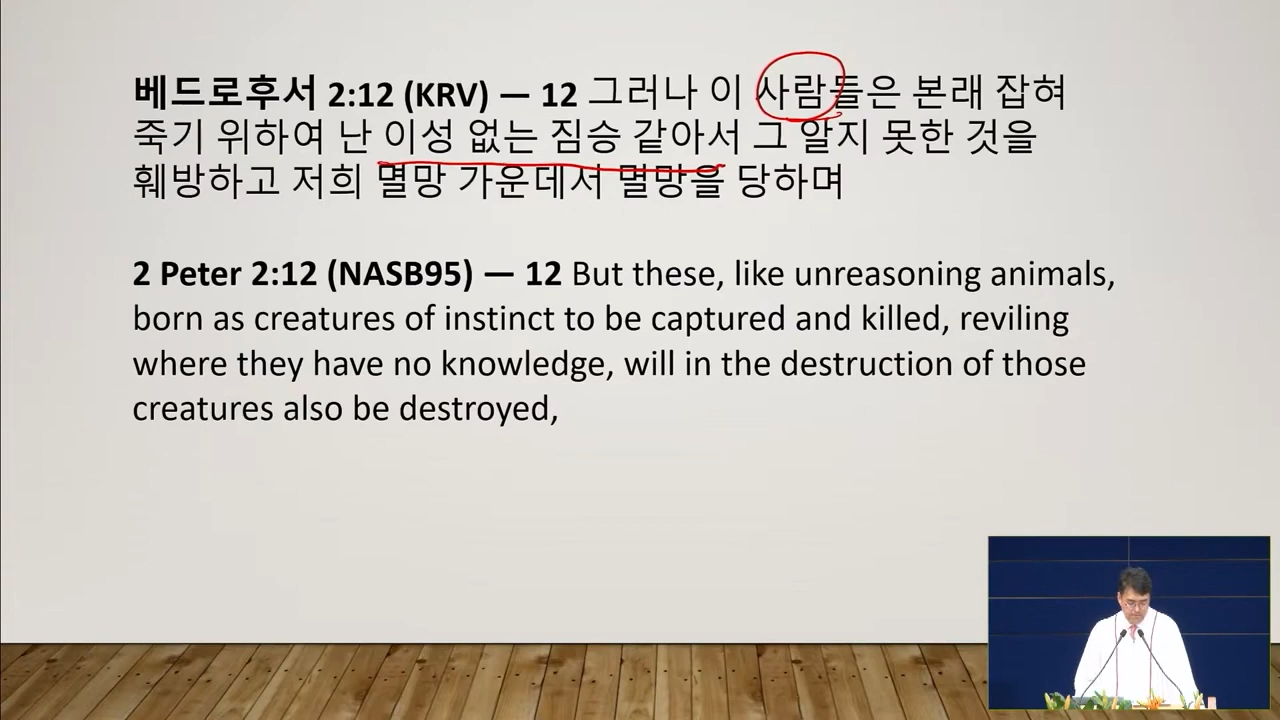 베드로후서 2:12 (KRV) — 12 그러나 이 사람들은 본래 잡혀
죽기 위하여 난 이성 없는 짐승 같아서 그 알지 못한 것을
훼방하고 저희 멸망 가운데서 멸망을 당하며
2 Peter 2:12 (NASB95) — 12 But these, like unreasoning animals,
born as creatures of instinct to be captured and killed, reviling
where they have no knowledge, will in the destruction of those
creatures also be destroyed,